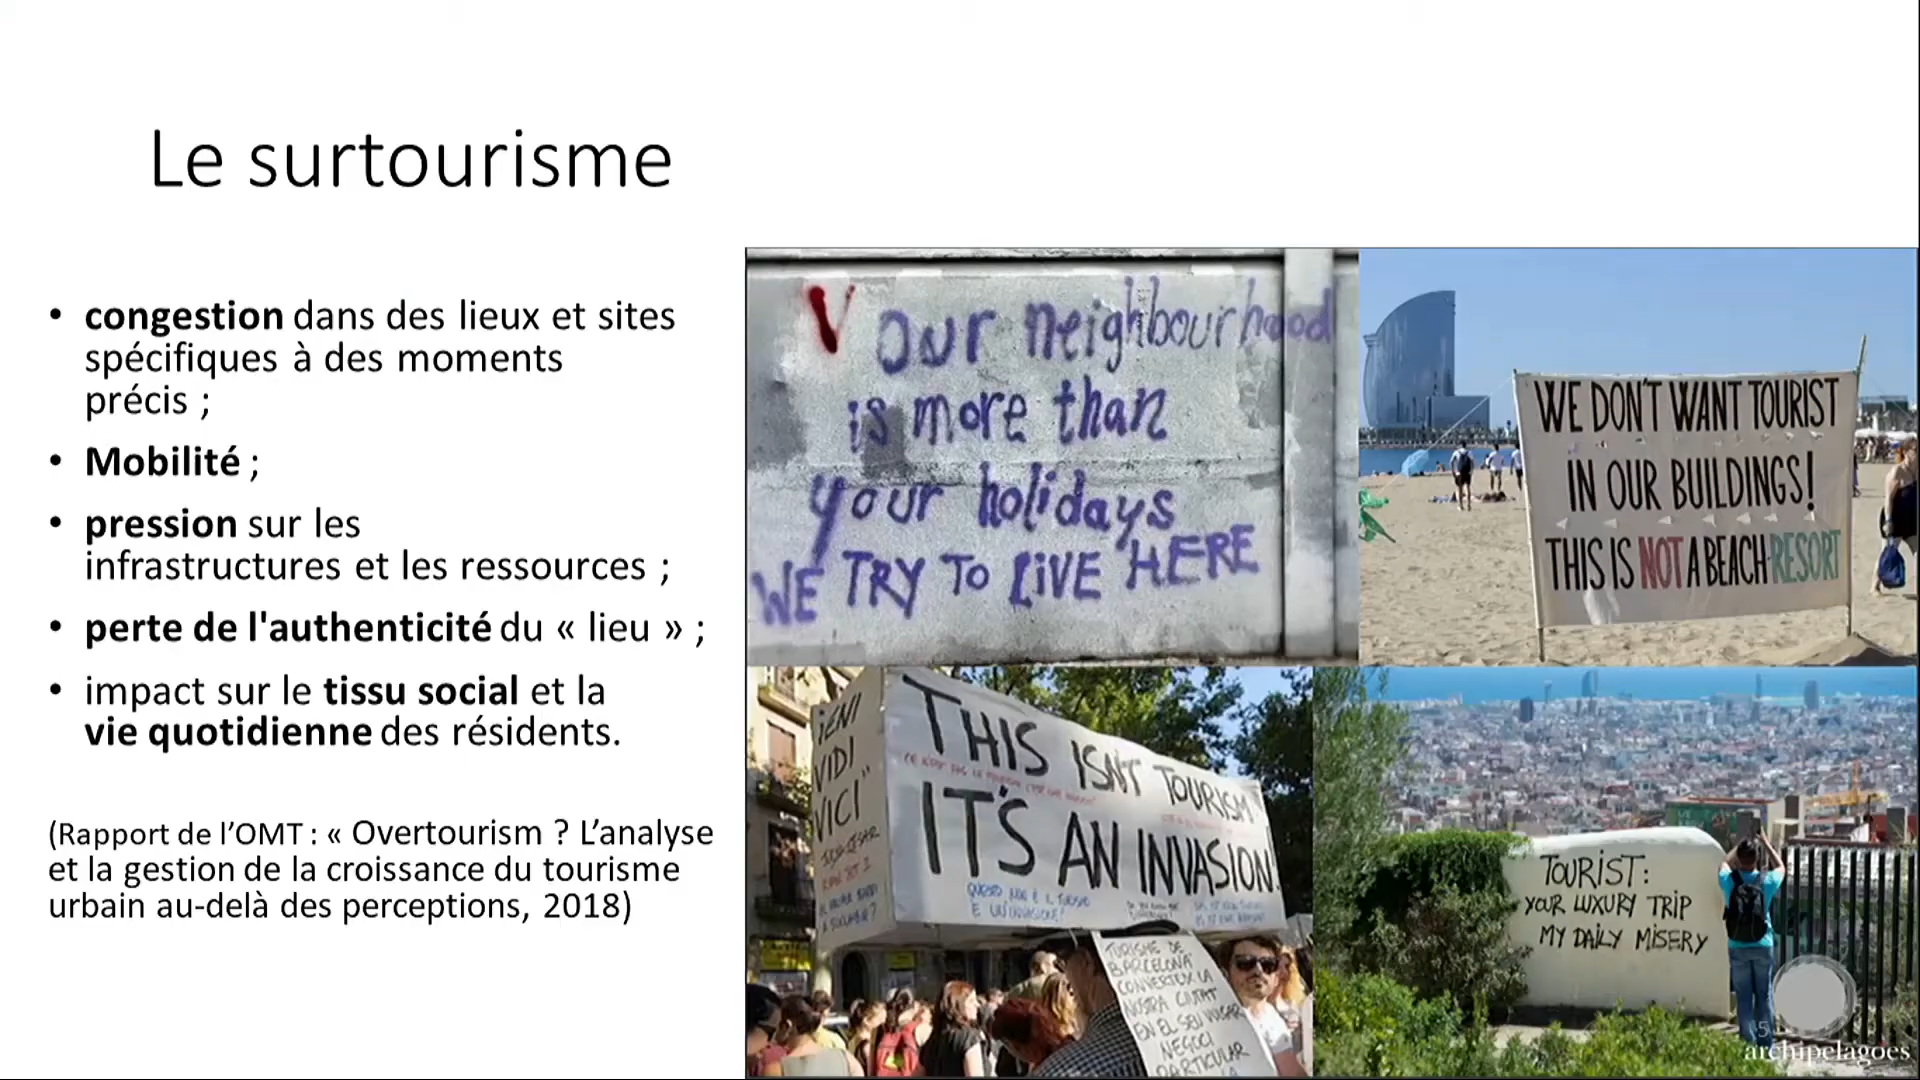 Le surtourisme
• congestion dans des lieux et sites
spécifiques à des moments
précis ;
• Mobilité ;
• pression sur les
infrastructures et les ressources ;
• perte de l'authenticité du « lieu » ;
• impact sur le tissu social et la
vie quotidienne des résidents.
(Rapport de l’OMT : « Overtourism ? L’analyse
et la gestion de la croissance du tourisme
urbain au-delà des perceptions, 2018)
V our neighbourhood
is more than
your holidays
WE TRY TO LiVE HERE
WE DON'T WANT TOURIST
IN OUR BUILDINGS!
THIS IS NOT A BEACH RESORT
VIDI
VICI"
THIS ISN'T TOURISM
IT'S AN INVASION!
TURISME DE
BARCELONA
CONVERTEIX LA
NOSTRA CIUTAT
EN EL SEU VULGAR
NEGOCI
PARTICULAR
TOURIST:
YOUR LUXURY TRIP
MY DAILY MISERY
5
archipelagoes